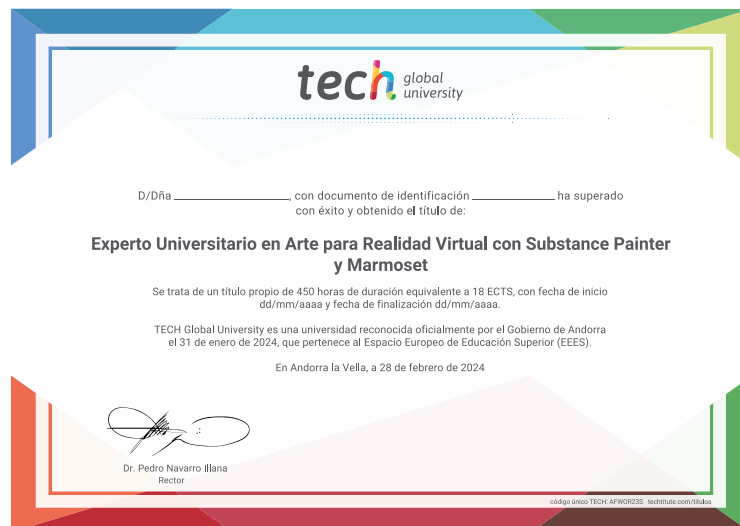 tech global university
D/Dña ____________________, con documento de identificación ______________ ha superado
con éxito y obtenido el título de:
Experto Universitario en Arte para Realidad Virtual con Substance Painter
y Marmoset
Se trata de un título propio de 450 horas de duración equivalente a 18 ECTS, con fecha de inicio
dd/mm/aaaa y fecha de finalización dd/mm/aaaa.
TECH Global University es una universidad reconocida oficialmente por el Gobierno de Andorra
el 31 de enero de 2024, que pertenece al Espacio Europeo de Educación Superior (EEES).
En Andorra la Vella, a 28 de febrero de 2024
Dr. Pedro Navarro Illana
Rector
código único TECH: AFWOR23S techtitute.com/titulos